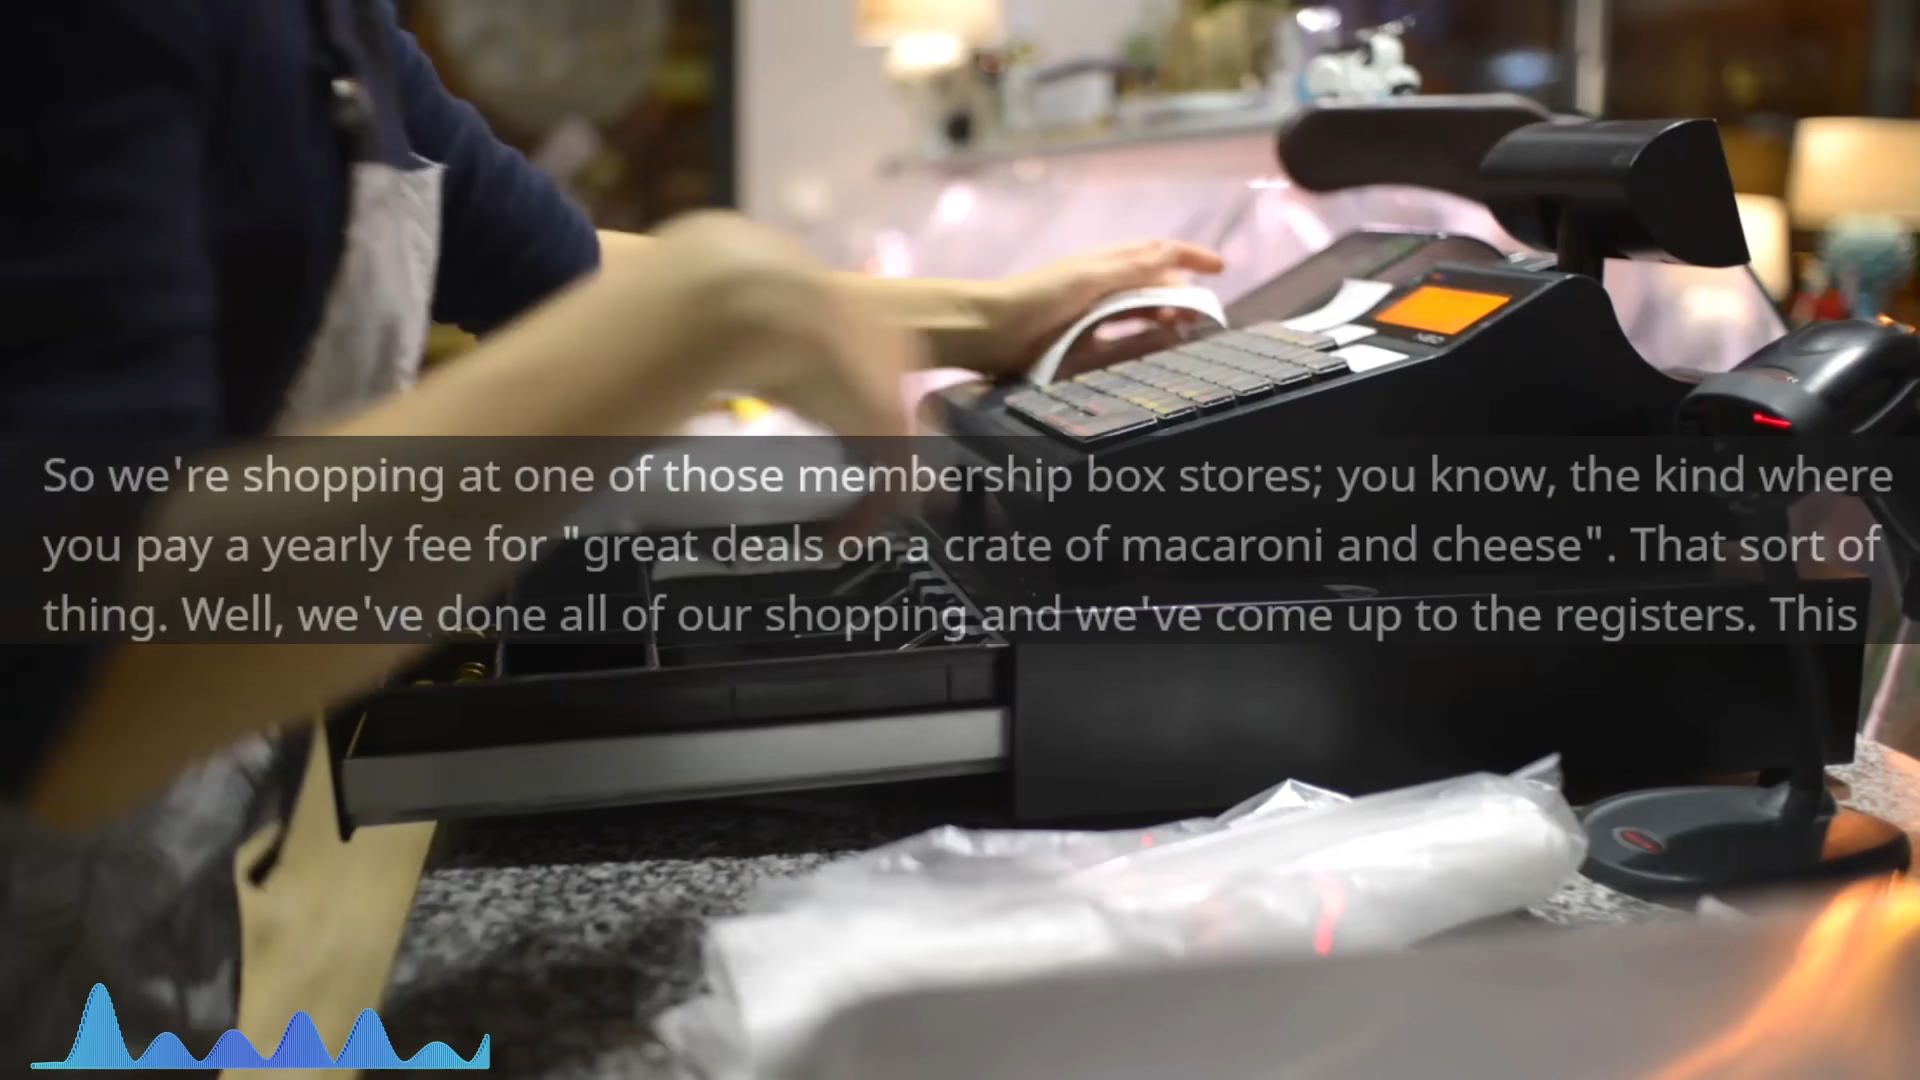 So we're shopping at one of those membership box stores; you know, the kind where
you pay a yearly fee for "great deals on a crate of macaroni and cheese". That sort of
thing. Well, we've done all of our shopping and we've come up to the registers. This